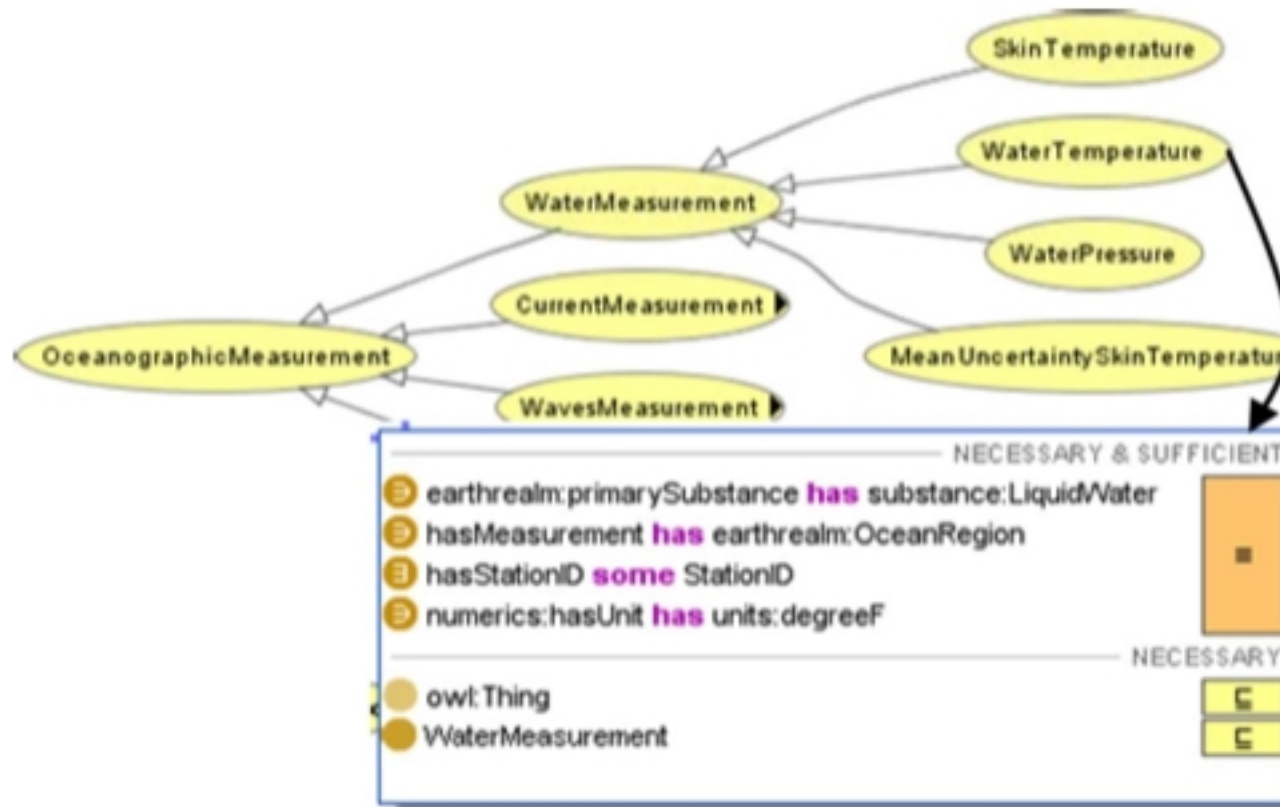 SkinTemperature
WaterTemperature
WaterMeasurement
WaterPressure
CurrentMeasurement
OceanographicMeasurement
MeanUncertaintySkinTemperatur
WavesMeasurement
NECESSARY & SUFFICIENT
earthrealm:primarySubstance has substance:LiquidWater
hasMeasurement has earthrealm:OceanRegion
hasStationID some StationID
numerics:hasUnit has units:degreeF
NECESSARY
owl:Thing
WaterMeasurement